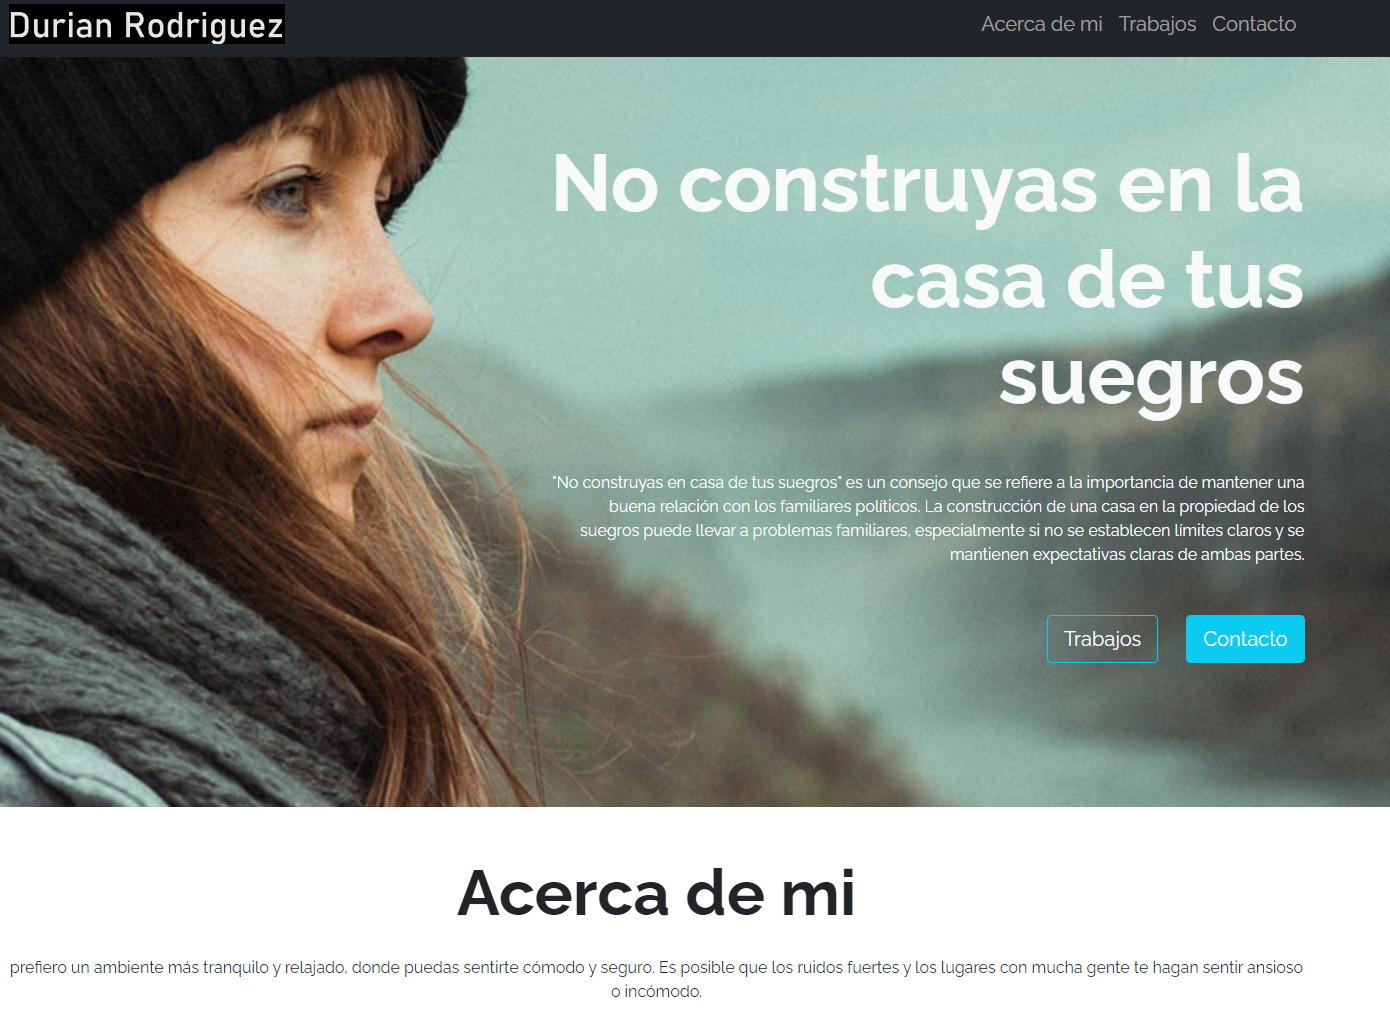 Durian Rodriguez
Acerca de mi Trabajos Contacto
No construyas en la
casa de tus
suegros
"No construyas en casa de tus suegros" es un consejo que se refiere a la importancia de mantener una
buena relación con los familiares políticos. La construcción de una casa en la propiedad de los
suegros puede llevar a problemas familiares, especialmente si no se establecen límites claros y se
mantienen expectativas claras de ambas partes.
Trabajos Contacto
Acerca de mi
prefiero un ambiente más tranquilo y relajado, donde puedas sentirte cómodo y seguro. Es posible que los ruidos fuertes y los lugares con mucha gente te hagan sentir ansioso
o incómodo.